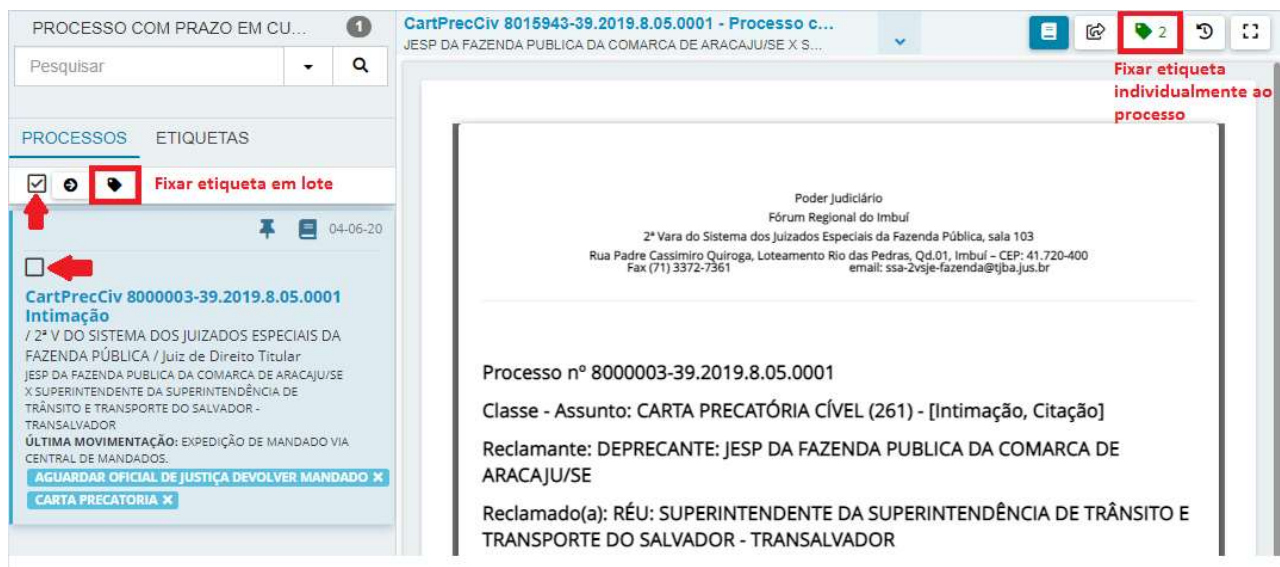 PROCESSO COM PRAZO EM CU... 1
Pesquisar
PROCESSOS ETIQUETAS
Fixar etiqueta em lote
04-06-20
CartPrecCiv 8000003-39.2019.8.05.0001
Intimação
/ 2ª V DO SISTEMA DOS JUIZADOS ESPECIAIS DA
FAZENDA PÚBLICA / Juiz de Direito Titular
JESP DA FAZENDA PUBLICA DA COMARCA DE ARACAJU/SE
X SUPERINTENDENTE DA SUPERINTENDÊNCIA DE
TRÂNSITO E TRANSPORTE DO SALVADOR -
TRANSALVADOR
ÚLTIMA MOVIMENTAÇÃO: EXPEDIÇÃO DE MANDADO VIA
CENTRAL DE MANDADOS.
AGUARDAR OFICIAL DE JUSTIÇA DEVOLVER MANDADO ×
CARTA PRECATORIA ×
CartPrecCiv 8015943-39.2019.8.05.0001 - Processo c...
JESP DA FAZENDA PUBLICA DA COMARCA DE ARACAJU/SE X S...
2
Fixar etiqueta
individualmente ao
processo
Poder Judiciário
Fórum Regional do Imbuí
2ª Vara do Sistema dos Juizados Especiais da Fazenda Pública, sala 103
Rua Padre Cassimiro Quiroga, Loteamento Rio das Pedras, Qd.01, Imbuí – CEP: 41.720-400
Fax (71) 3372-7361 email: ssa-2vsje-fazenda@tjba.jus.br
Processo nº 8000003-39.2019.8.05.0001
Classe - Assunto: CARTA PRECATÓRIA CÍVEL (261) - [Intimação, Citação]
Reclamante: DEPRECANTE: JESP DA FAZENDA PUBLICA DA COMARCA DE
ARACAJU/SE
Reclamado(a): RÉU: SUPERINTENDENTE DA SUPERINTENDÊNCIA DE TRÂNSITO E
TRANSPORTE DO SALVADOR - TRANSALVADOR